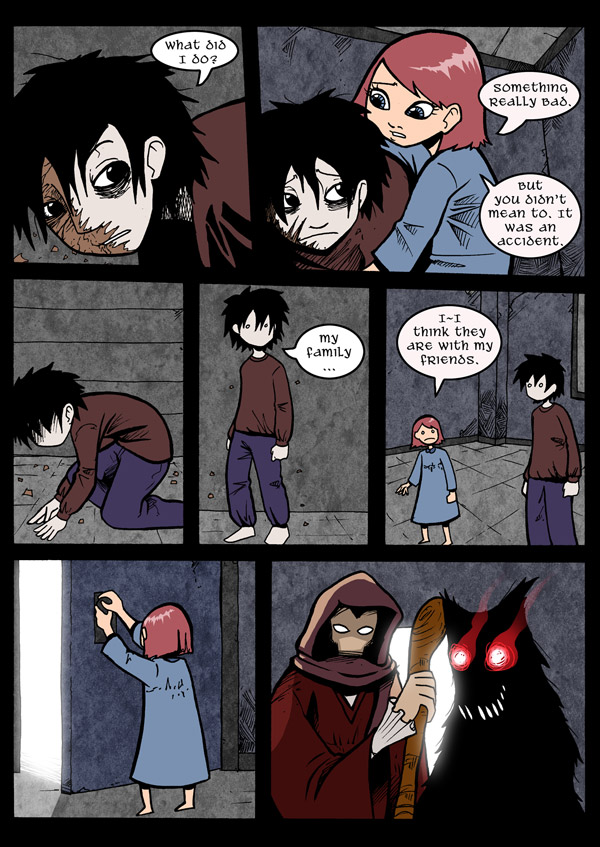 What did
I do?
Something
really bad.
But
you didn't
mean to. It
was an
accident.
My
family
...
I~I
think they
are with my
friends.